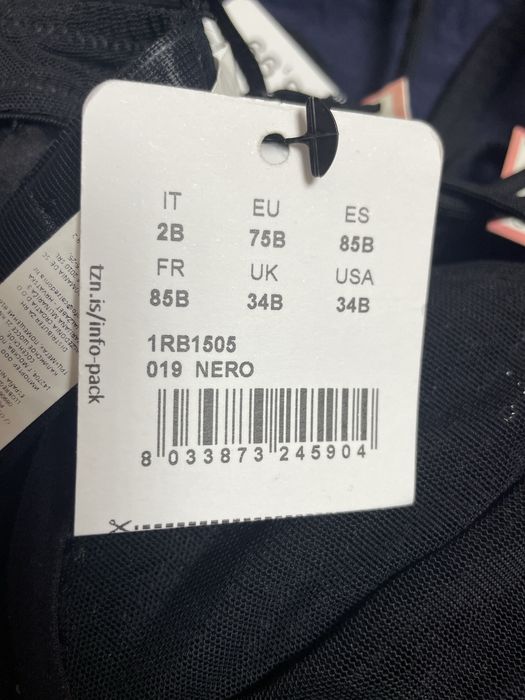 IT EU ES
2B 75B 85B
FR UK USA
85B 34B 34B
1RB1505
019 NERO
8 033873 245904
tzn.is/info-pack